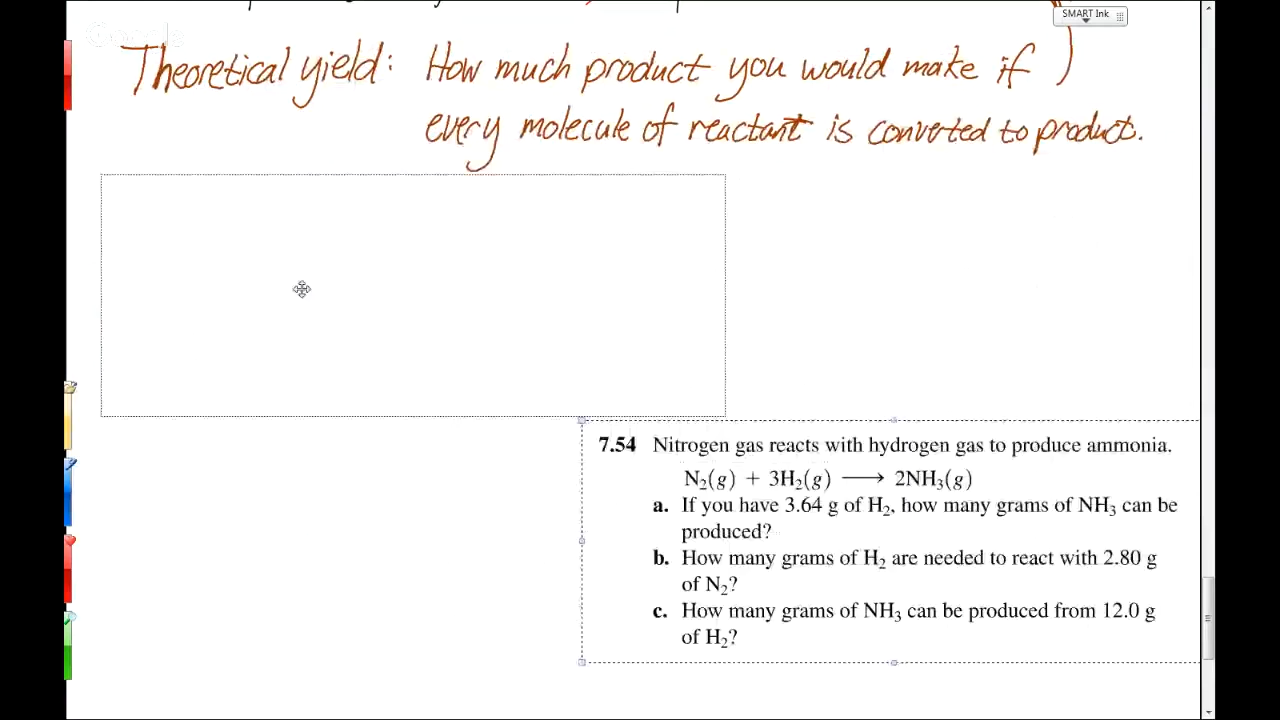 SMART Ink
Google
Theoretical yield: How much product you would make if
every molecule of reactant is converted to product.
7.54 Nitrogen gas reacts with hydrogen gas to produce ammonia.
N₂(g) + 3H₂(g) ⟶ 2NH₃(g)
a. If you have 3.64 g of H₂, how many grams of NH₃ can be
produced?
b. How many grams of H₂ are needed to react with 2.80 g
of N₂?
c. How many grams of NH₃ can be produced from 12.0 g
of H₂?